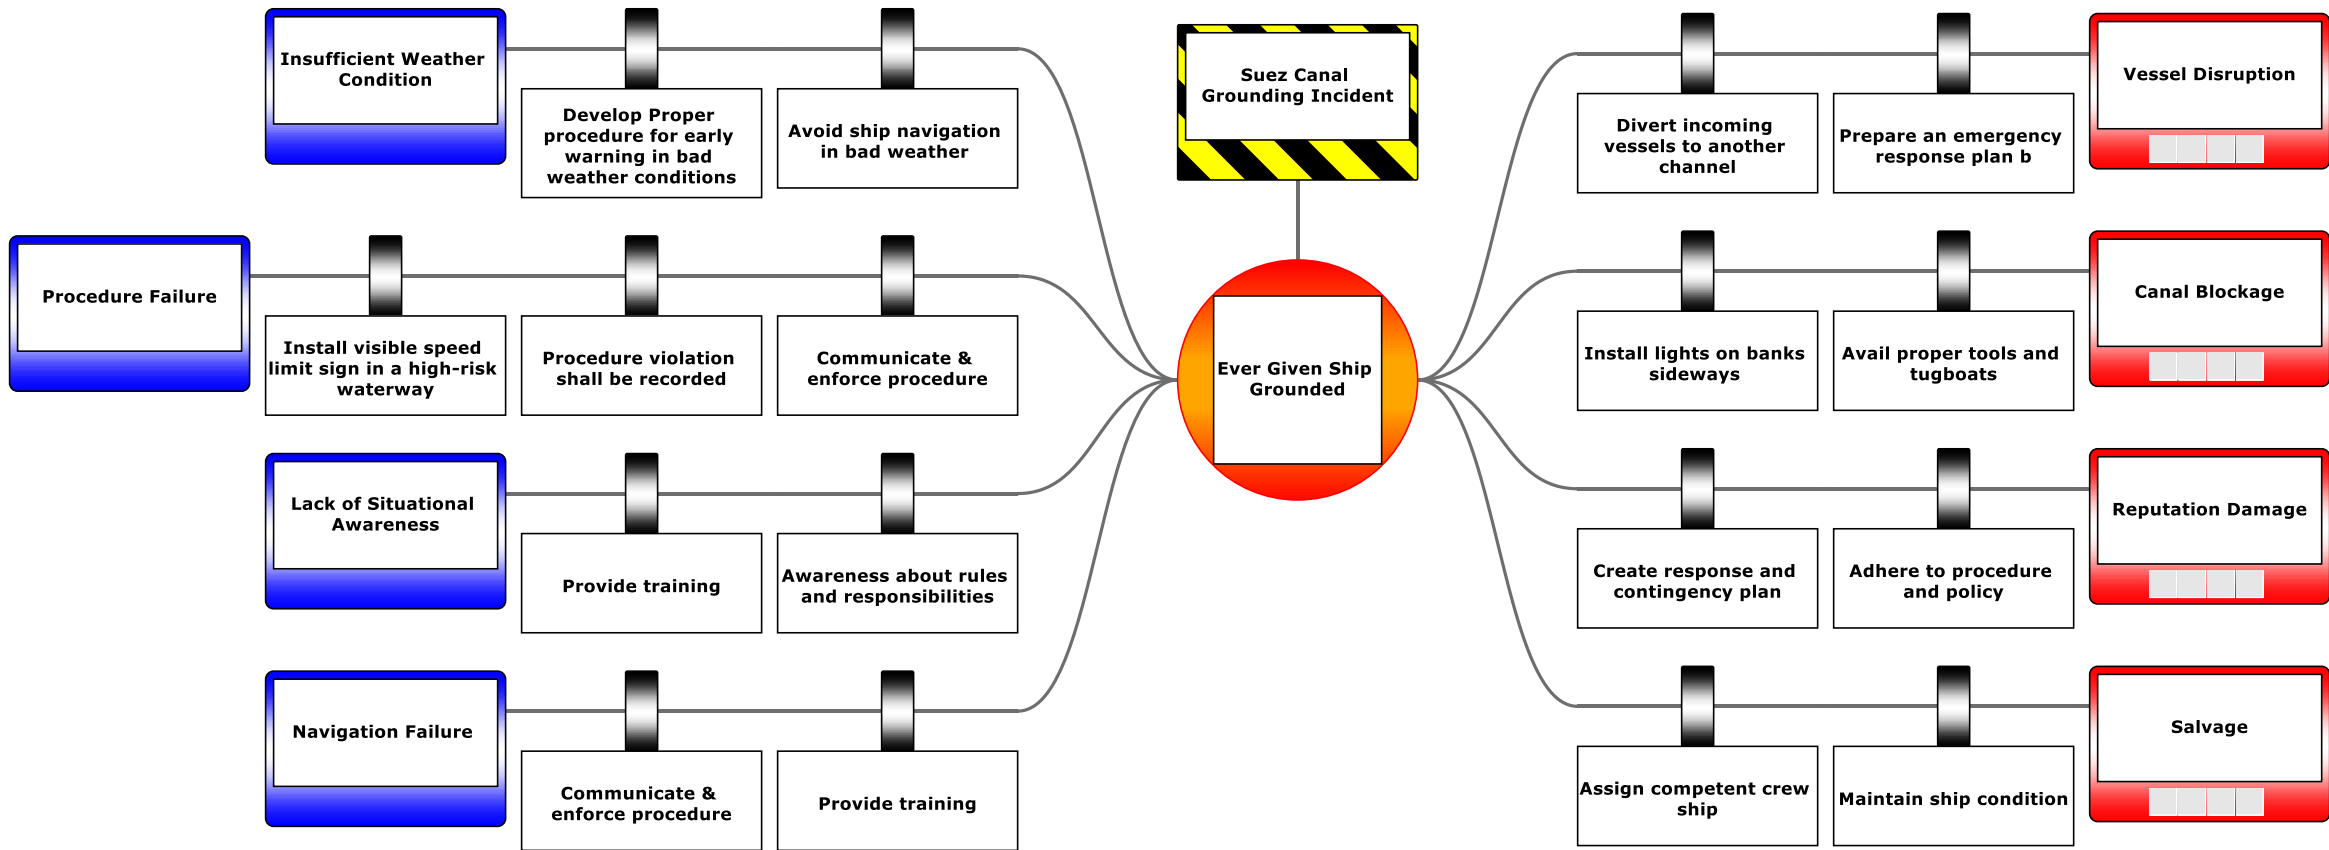 Insufficient Weather
Condition
Develop Proper
procedure for early
warning in bad
weather conditions
Avoid ship navigation
in bad weather
Procedure Failure
Install visible speed
limit sign in a high-risk
waterway
Procedure violation
shall be recorded
Communicate &
enforce procedure
Lack of Situational
Awareness
Provide training
Awareness about rules
and responsibilities
Navigation Failure
Communicate &
enforce procedure
Provide training
Suez Canal
Grounding Incident
Ever Given Ship
Grounded
Divert incoming
vessels to another
channel
Prepare an emergency
response plan b
Vessel Disruption
Install lights on banks
sideways
Avail proper tools and
tugboats
Canal Blockage
Create response and
contingency plan
Adhere to procedure
and policy
Reputation Damage
Assign competent crew
ship
Maintain ship condition
Salvage